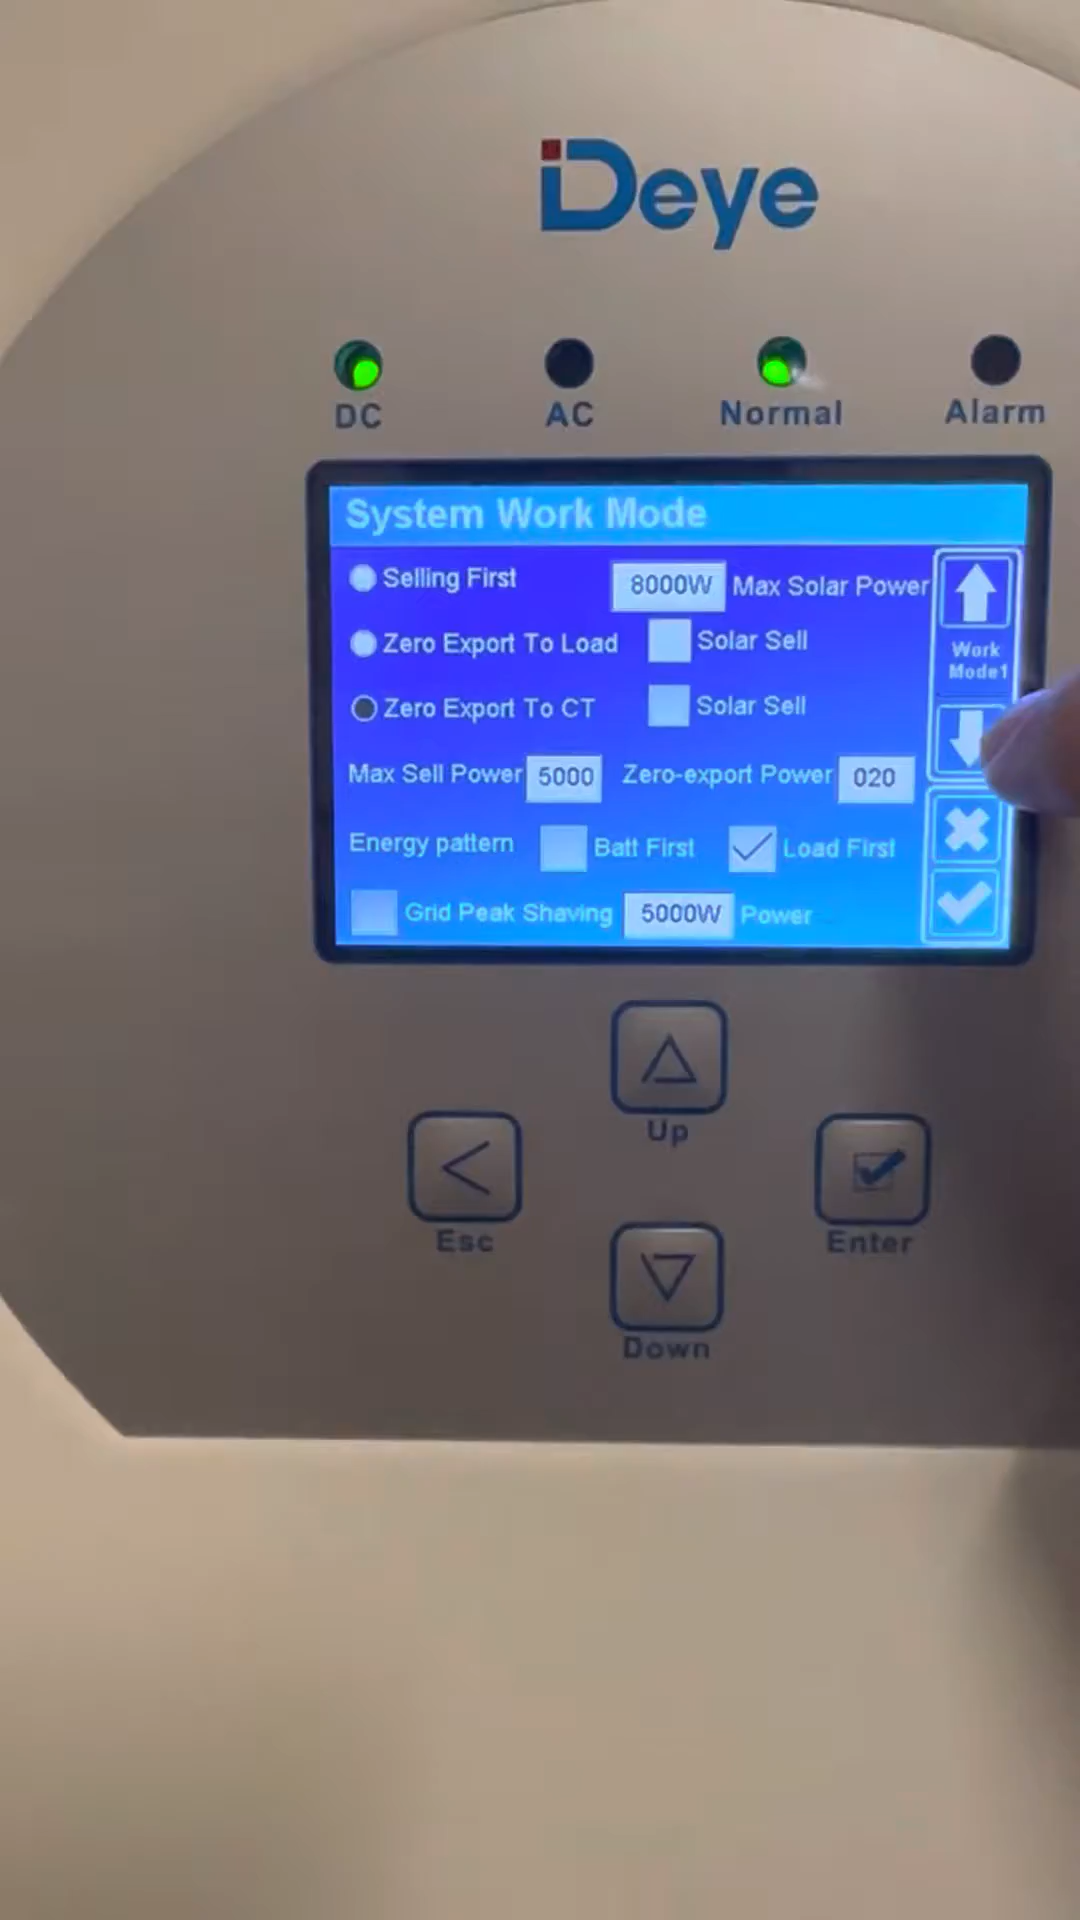 Deye
DC AC Normal Alarm
System Work Mode
Selling First 8000W Max Solar Power
Zero Export To Load Solar Sell
Work
Mode1
Zero Export To CT Solar Sell
Max Sell Power 5000 Zero-export Power 020
Energy pattern Batt First Load First
Grid Peak Shaving 5000W Power
Up
Esc
Enter
Down